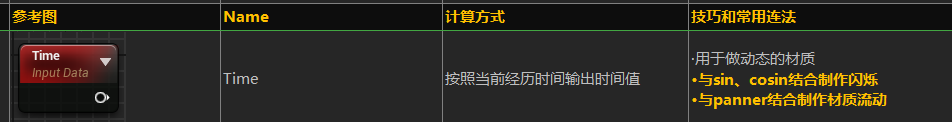 参考图 Name 计算方式 技巧和常用连法
Time
Input Data
Time
按照当前经历时间输出时间值
·用于做动态的材质
•与sin、cosin结合制作闪烁
•与panner结合制作材质流动